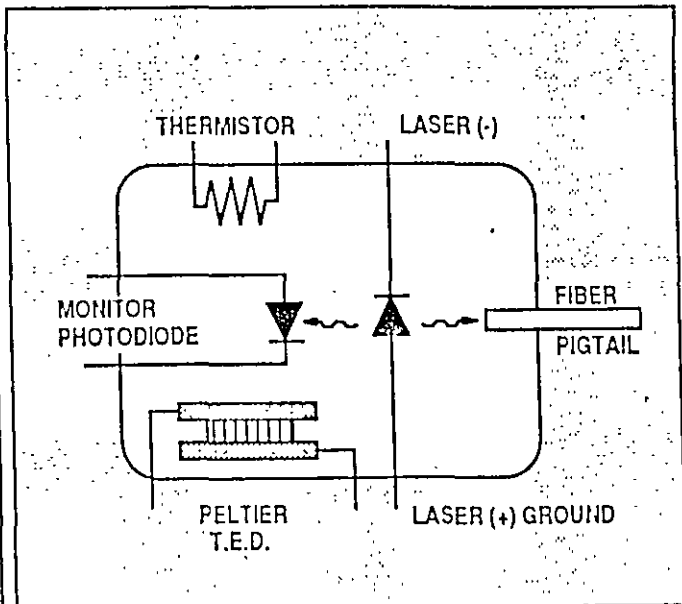 THERMISTOR
LASER (-)
MONITOR
PHOTODIODE
FIBER
PIGTAIL
PELTIER
T.E.D.
LASER (+) GROUND